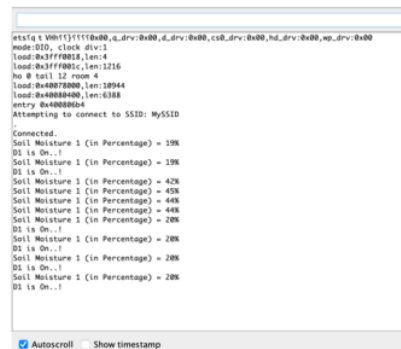 mode:DIO, clock div:1
load:0x3fff0018,len:4
load:0x3fff001c,len:1216
ho 0 tail 12 room 4
load:0x40078000,len:10944
load:0x40080400,len:6388
entry 0x400806b4
Attempting to connect to SSID: MySSID
.
Connected.
Soil Moisture 1 (in Percentage) = 19%
D1 is On..!
Soil Moisture 1 (in Percentage) = 19%
D1 is On..!
Soil Moisture 1 (in Percentage) = 42%
Soil Moisture 1 (in Percentage) = 45%
Soil Moisture 1 (in Percentage) = 44%
Soil Moisture 1 (in Percentage) = 44%
Soil Moisture 1 (in Percentage) = 20%
D1 is On..!
Soil Moisture 1 (in Percentage) = 20%
D1 is On..!
Soil Moisture 1 (in Percentage) = 20%
D1 is On..!
Soil Moisture 1 (in Percentage) = 20%
D1 is On..!
Autoscroll Show timestamp